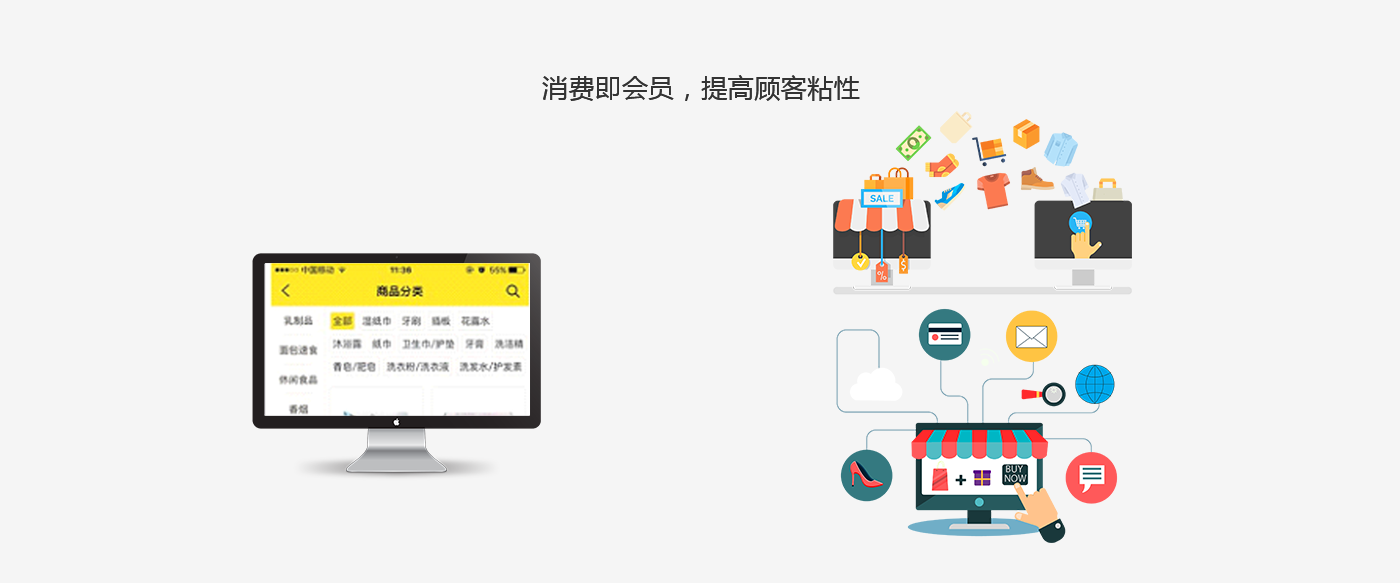 消费即会员，提高顾客粘性
SALE
%
$
中国移动 11:36 55%
商品分类
乳制品 全部 湿纸巾 牙刷 插板 花露水
面包速食 沐浴露 纸巾 卫生巾/护垫 牙膏 洗洁精
休闲食品 香皂/肥皂 洗衣粉/洗衣液 洗发水/护发素
香烟
+ BUY
NOW